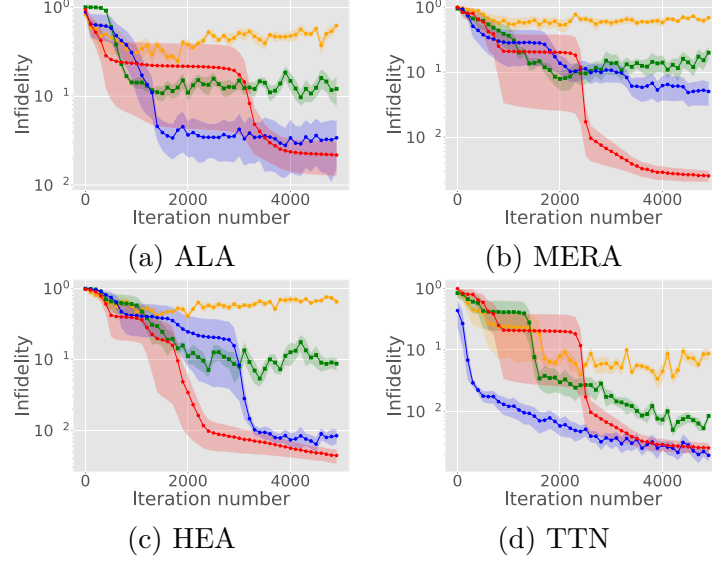 10⁰
10 ¹
10 ²
Infidelity
0
2000
4000
Iteration number
(a) ALA
10⁰
10 ¹
10 ²
Infidelity
0
2000
4000
Iteration number
(b) MERA
10⁰
10 ¹
10 ²
Infidelity
0
2000
4000
Iteration number
(c) HEA
10⁰
10 ¹
10 ²
Infidelity
0
2000
4000
Iteration number
(d) TTN